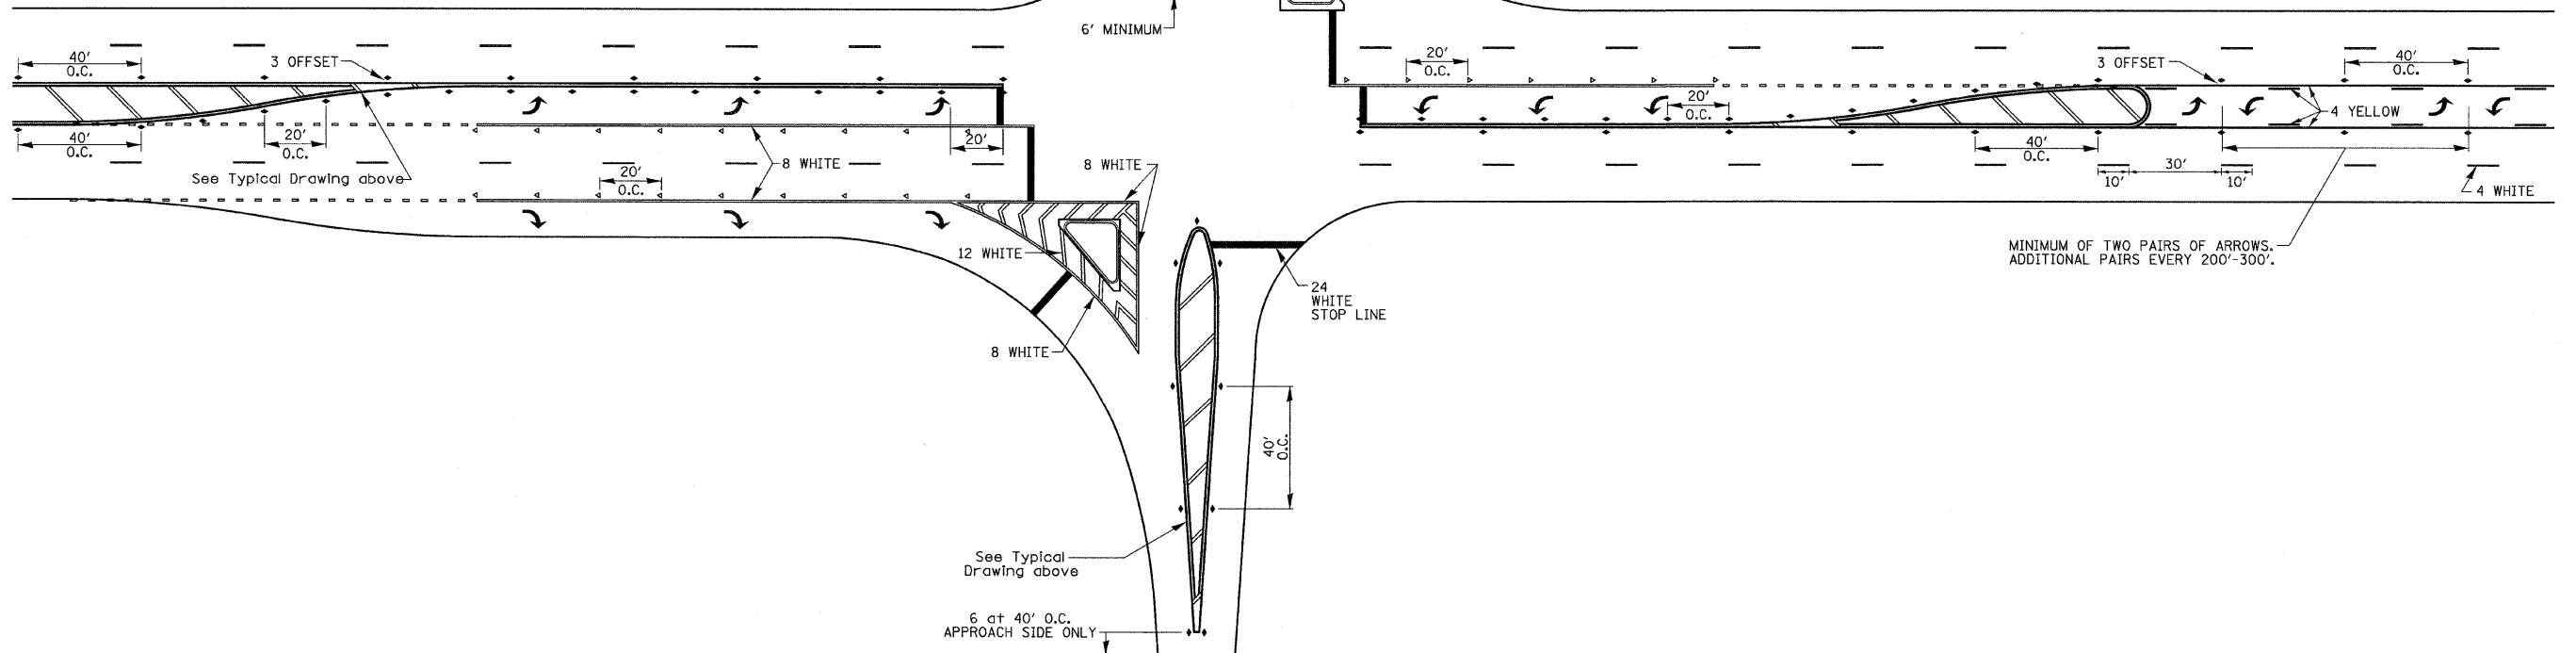 6' MINIMUM
40'
O.C.
3 OFFSET
20'
O.C.
3 OFFSET
40'
O.C.
40'
O.C.
20'
O.C.
See Typical Drawing above
20'
O.C.
8 WHITE
20'
8 WHITE
20'
O.C.
4 YELLOW
40'
O.C.
10'
30'
10'
4 WHITE
12 WHITE
8 WHITE
24
WHITE
STOP LINE
MINIMUM OF TWO PAIRS OF ARROWS.
ADDITIONAL PAIRS EVERY 200'-300'.
40'
O.C.
See Typical
Drawing above
6 at 40' O.C.
APPROACH SIDE ONLY